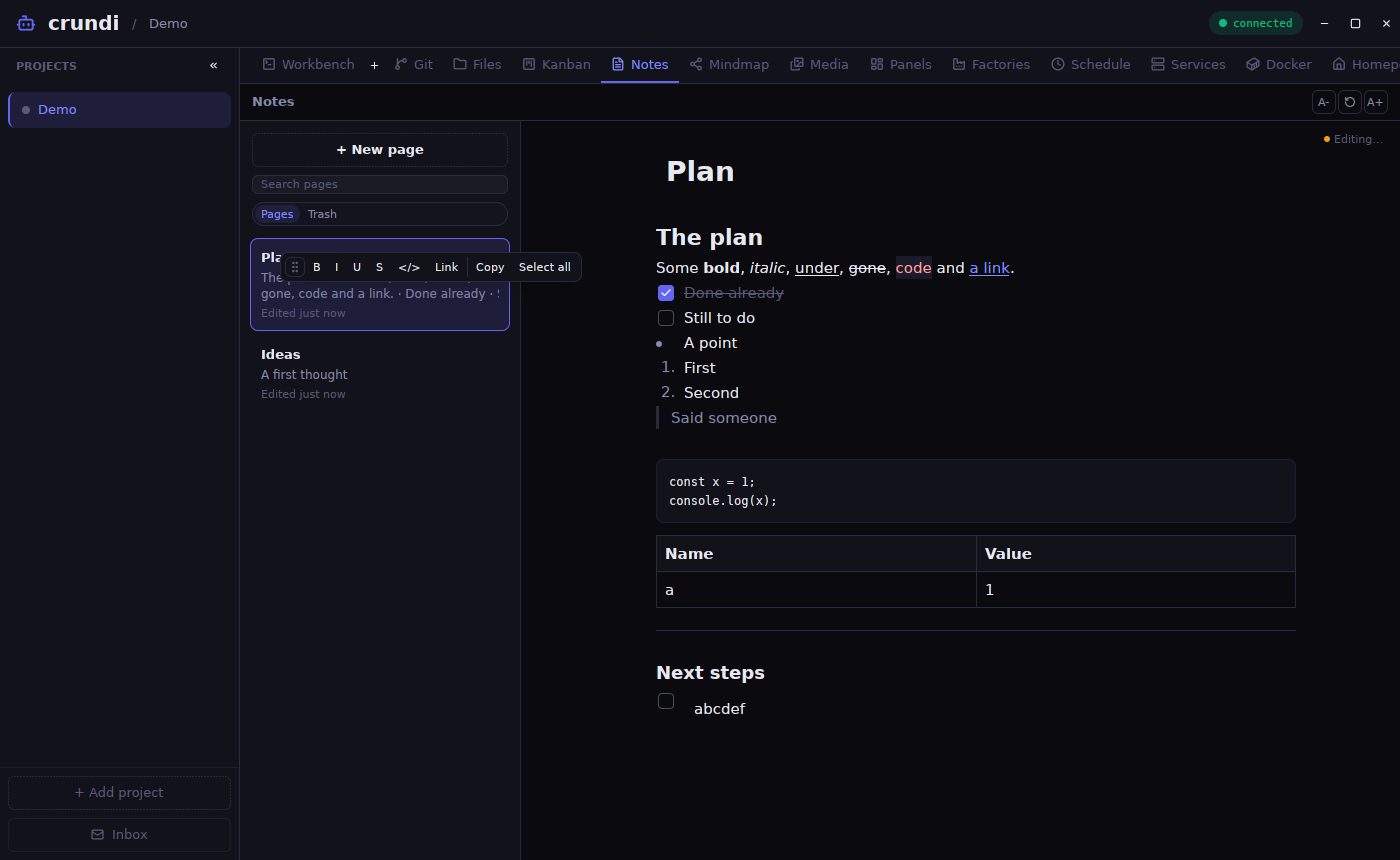 crundi / Demo
connected
PROJECTS «
Demo
+ Add project
Inbox
Workbench + Git Files Kanban Notes Mindmap Media Panels Factories Schedule Services Docker
Notes
A- A+
+ New page
Search pages
Pages Trash
B I U S </> Link Copy Select all
gone, code and a link. · Done already ·
Edited just now
Ideas
A first thought
Edited just now
Editing...
Plan
The plan
Some bold, italic, under, gone, code and a link.
Done already
Still to do
A point
1. First
2. Second
Said someone
const x = 1;
console.log(x);
Name Value
a 1
Next steps
abcdef